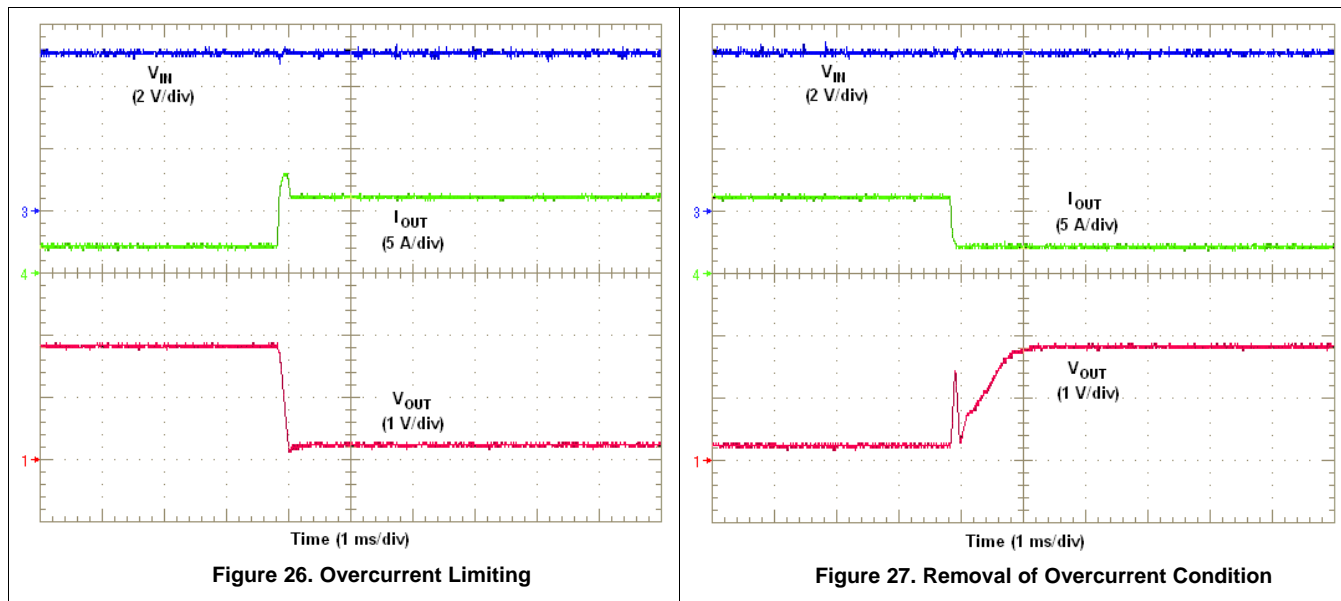 V_IN
(2 V/div)
3
I_OUT
(5 A/div)
4
V_OUT
(1 V/div)
1
Time (1 ms/div)
Figure 26. Overcurrent Limiting
V_IN
(2 V/div)
3
I_OUT
(5 A/div)
4
V_OUT
(1 V/div)
1
Time (1 ms/div)
Figure 27. Removal of Overcurrent Condition